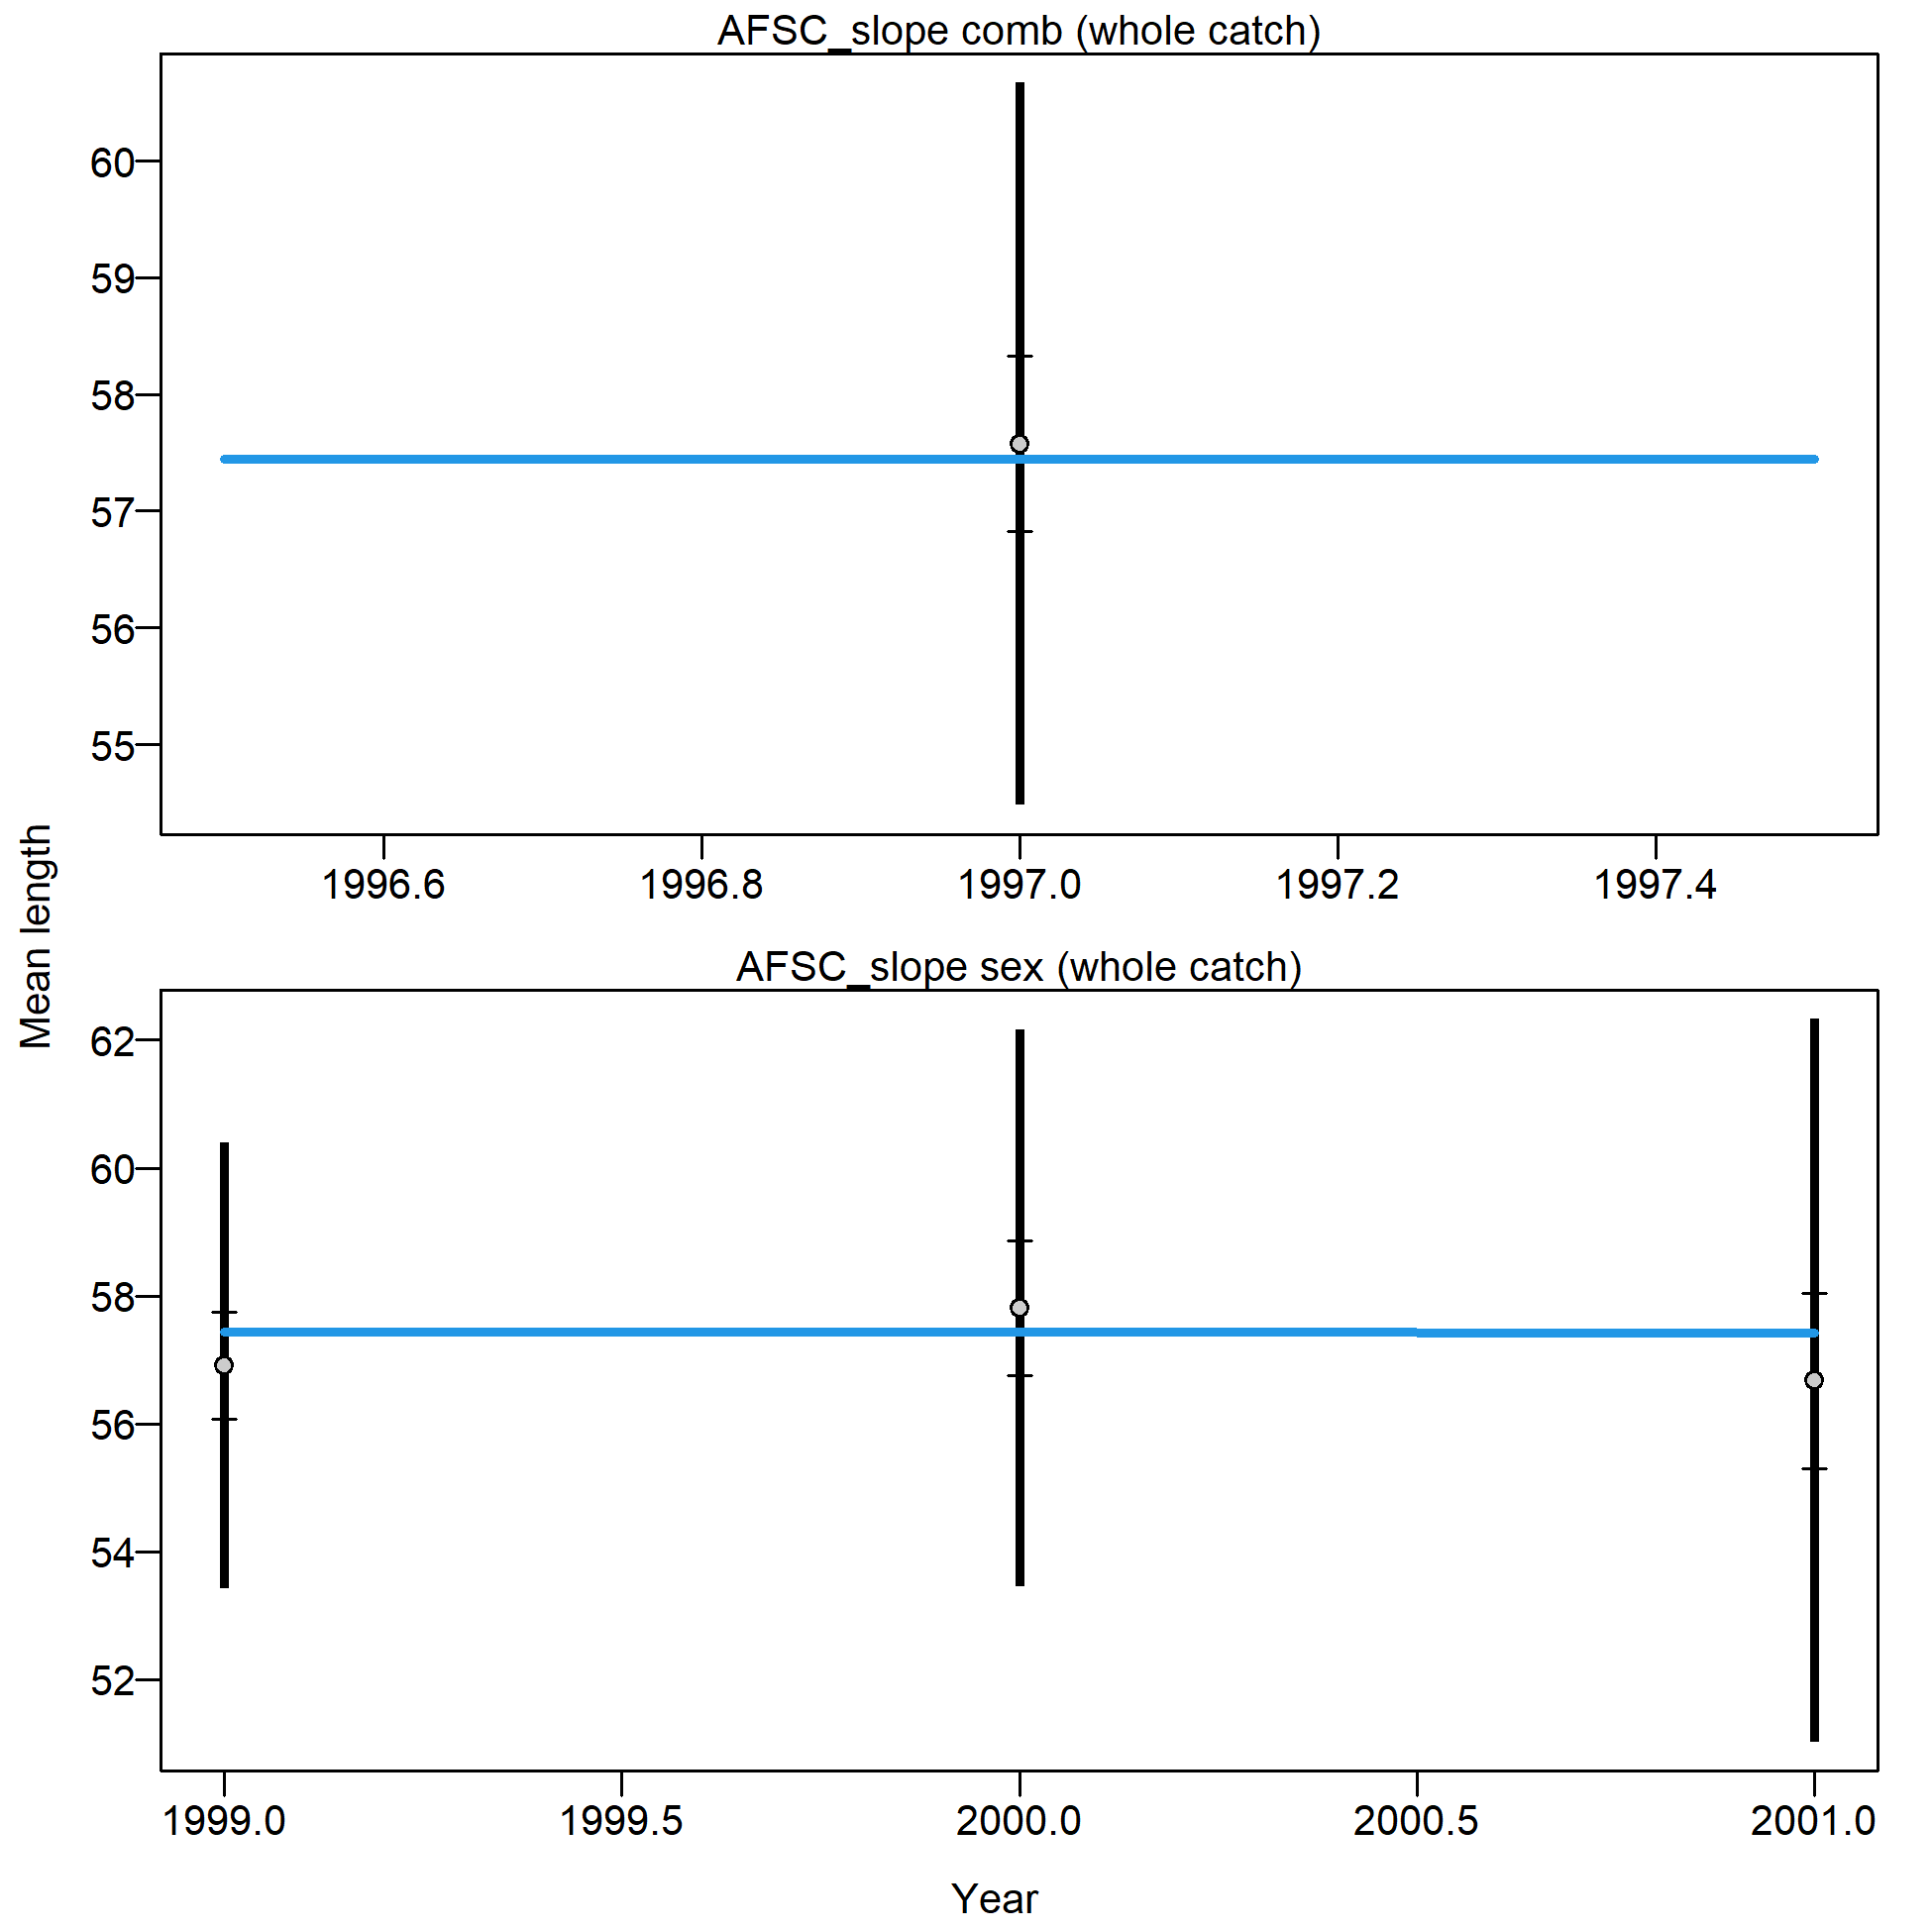 AFSC_slope comb (whole catch)
60
59
58
57
56
55
1996.6 1996.8 1997.0 1997.2 1997.4
Mean length
AFSC_slope sex (whole catch)
62
60
58
56
54
52
1999.0 1999.5 2000.0 2000.5 2001.0
Year